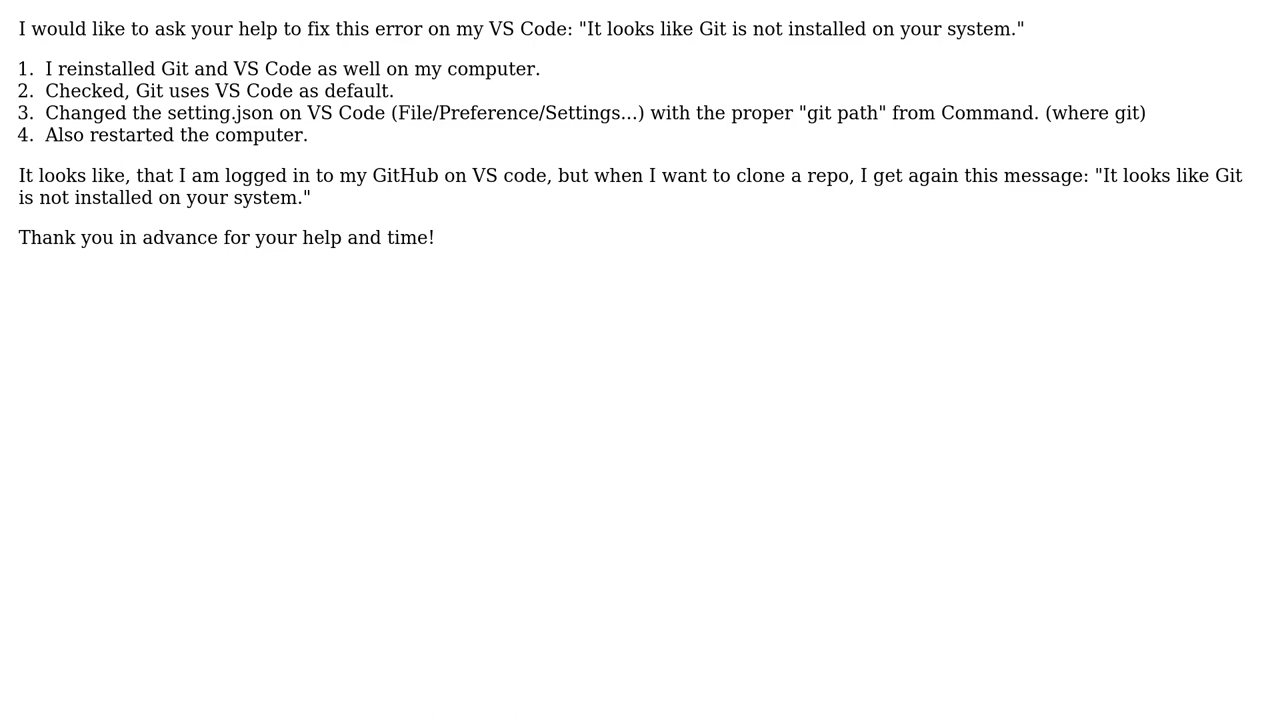 I would like to ask your help to fix this error on my VS Code: "It looks like Git is not installed on your system."
1. I reinstalled Git and VS Code as well on my computer.
2. Checked, Git uses VS Code as default.
3. Changed the setting.json on VS Code (File/Preference/Settings...) with the proper "git path" from Command. (where git)
4. Also restarted the computer.
It looks like, that I am logged in to my GitHub on VS code, but when I want to clone a repo, I get again this message: "It looks like Git
is not installed on your system."
Thank you in advance for your help and time!